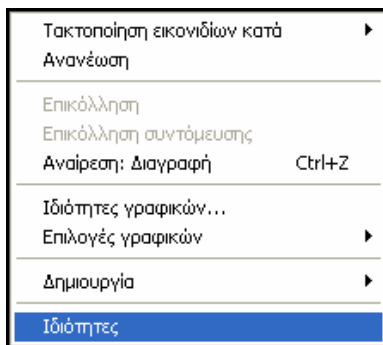 Τακτοποίηση εικονιδίων κατά
Ανανέωση
Επικόλληση
Επικόλληση συντόμευσης
Αναίρεση: Διαγραφή Ctrl+Z
Ιδιότητες γραφικών...
Επιλογές γραφικών
Δημιουργία
Ιδιότητες